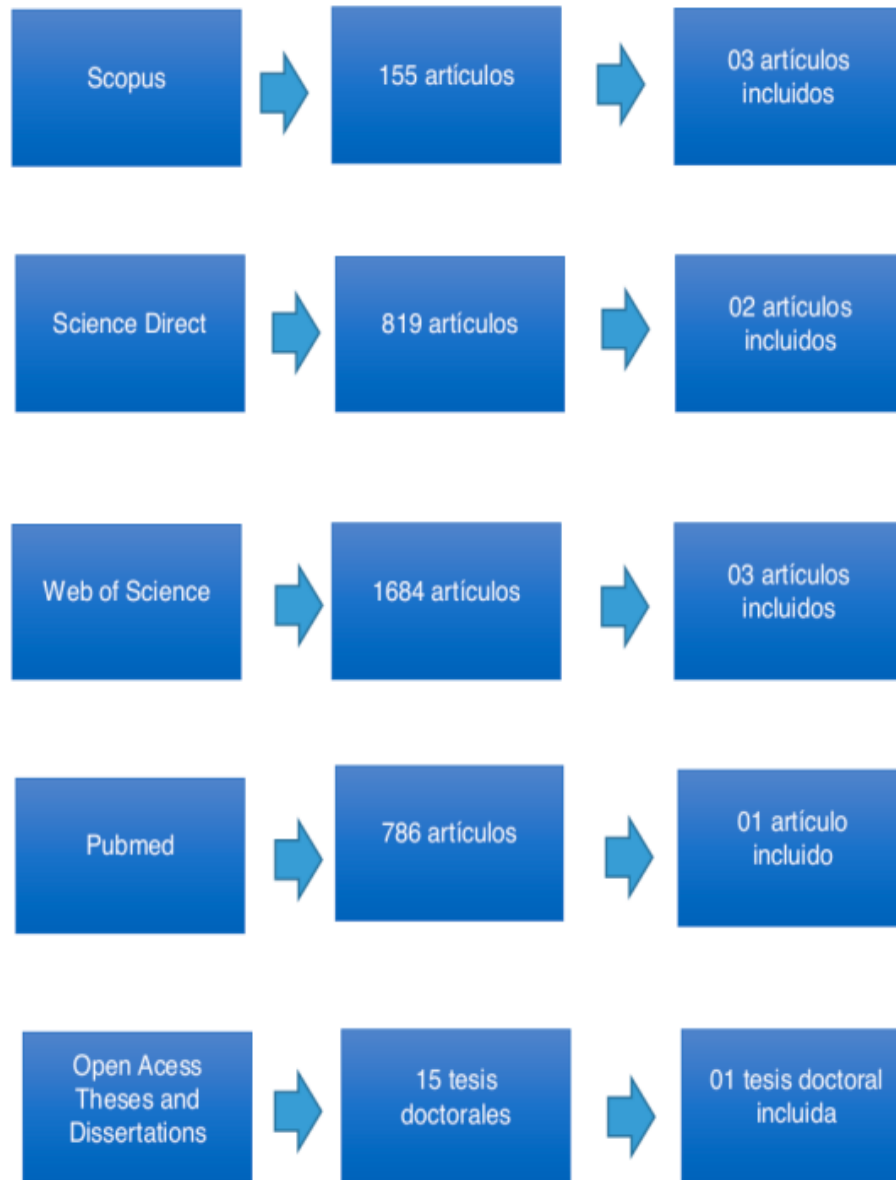 Scopus
155 artículos
03 artículos
incluidos
Science Direct
819 artículos
02 artículos
incluidos
Web of Science
1684 artículos
03 artículos
incluidos
Pubmed
786 artículos
01 artículo
incluido
Open Acess
Theses and
Dissertations
15 tesis
doctorales
01 tesis doctoral
incluida